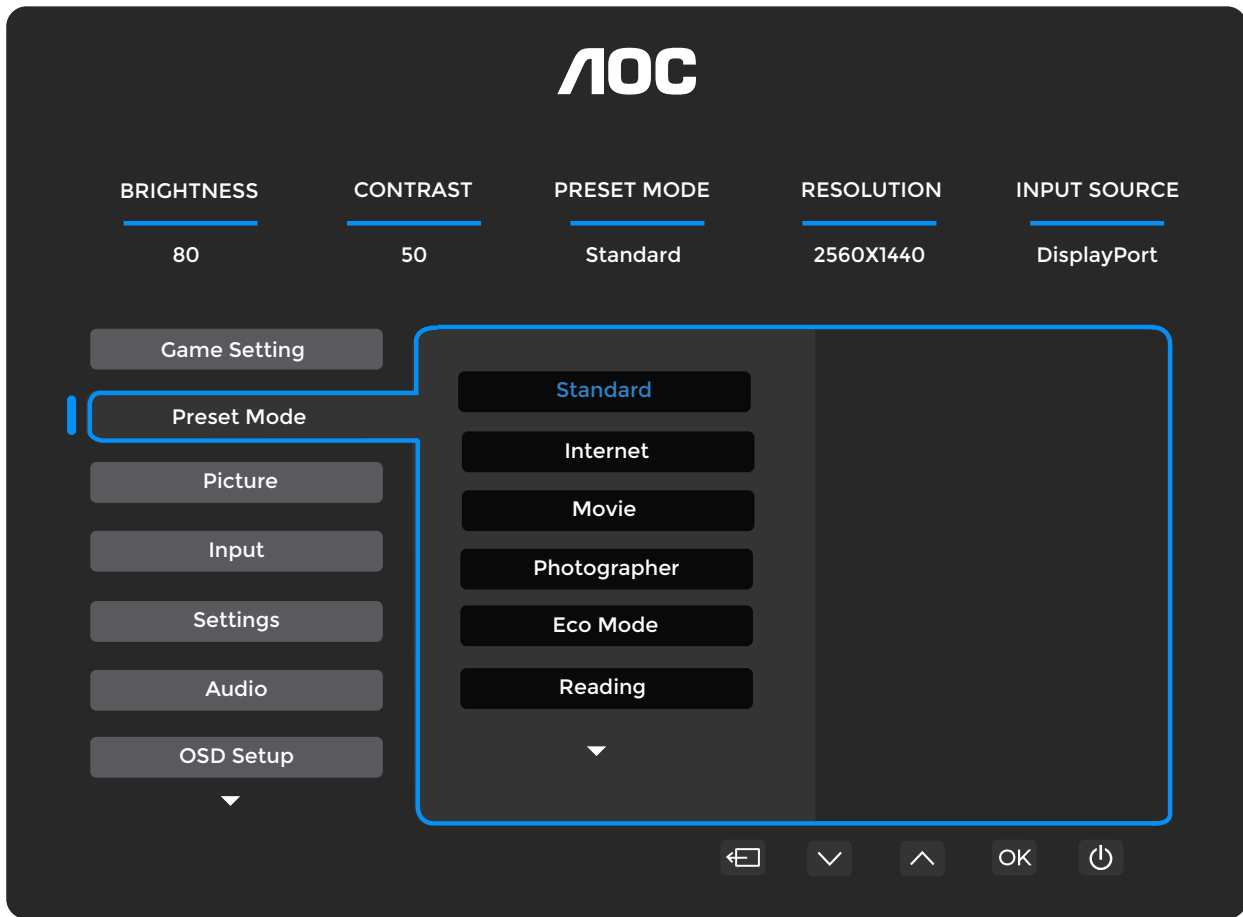 AOC
BRIGHTNESS CONTRAST PRESET MODE RESOLUTION INPUT SOURCE
80 50 Standard 2560X1440 DisplayPort
Game Setting
Preset Mode
Picture
Input
Settings
Audio
OSD Setup
Standard
Internet
Movie
Photographer
Eco Mode
Reading
OK